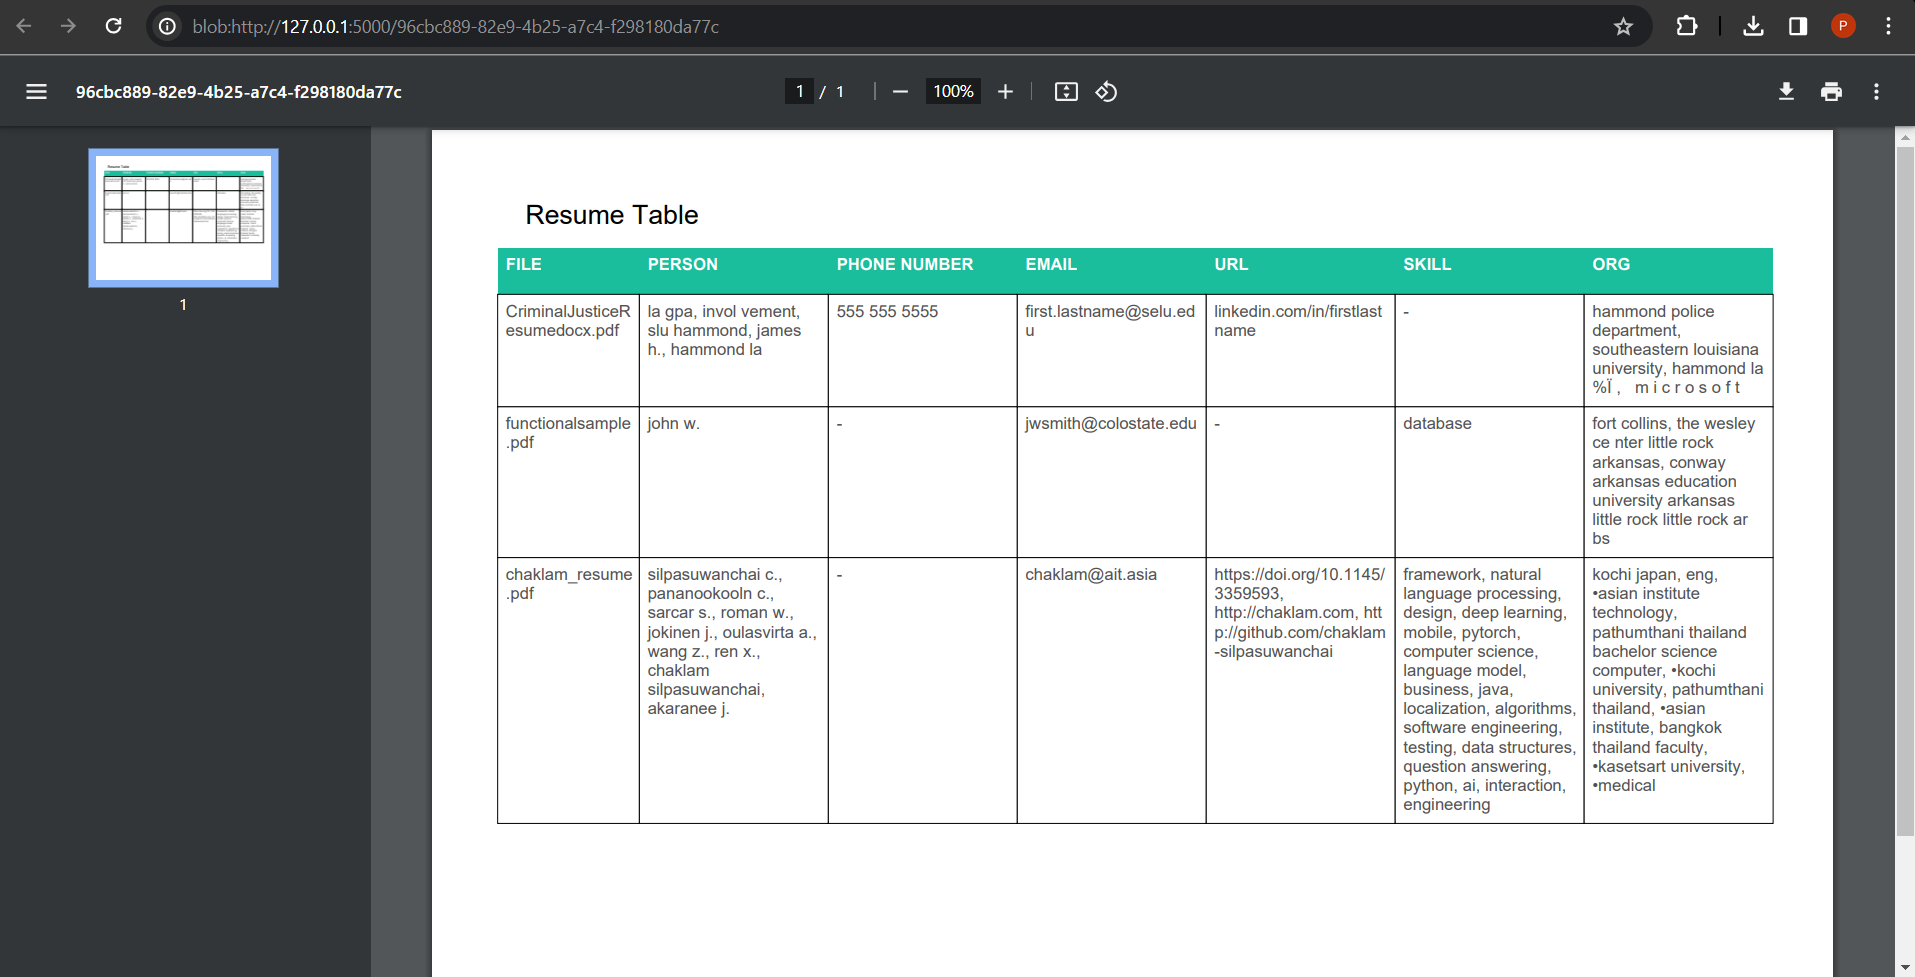 blob:http://127.0.0.1:5000/96cbc889-82e9-4b25-a7c4-f298180da77c
P
96cbc889-82e9-4b25-a7c4-f298180da77c
1 / 1
100%
Resume Table
1
Resume Table
FILE PERSON PHONE NUMBER EMAIL URL SKILL ORG
CriminalJusticeR
esumedocx.pdf
la gpa, invol vement,
slu hammond, james
h., hammond la
555 555 5555
first.lastname@selu.ed
u
linkedin.com/in/firstlast
name
-
hammond police
department,
southeastern louisiana
university, hammond la
%Ï , m i c r o s o f t
functionalsample
.pdf
john w.
-
jwsmith@colostate.edu
-
database
fort collins, the wesley
ce nter little rock
arkansas, conway
arkansas education
university arkansas
little rock little rock ar
bs
chaklam_resume
.pdf
silpasuwanchai c.,
pananookooln c.,
sarcar s., roman w.,
jokinen j., oulasvirta a.,
wang z., ren x.,
chaklam
silpasuwanchai,
akaranee j.
-
chaklam@ait.asia
https://doi.org/10.1145/
3359593,
http://chaklam.com, htt
p://github.com/chaklam
-silpasuwanchai
framework, natural
language processing,
design, deep learning,
mobile, pytorch,
computer science,
language model,
business, java,
localization, algorithms,
software engineering,
testing, data structures,
question answering,
python, ai, interaction,
engineering
kochi japan, eng,
•asian institute
technology,
pathumthani thailand
bachelor science
computer, •kochi
university, pathumthani
thailand, •asian
institute, bangkok
thailand faculty,
•kasetsart university,
•medical